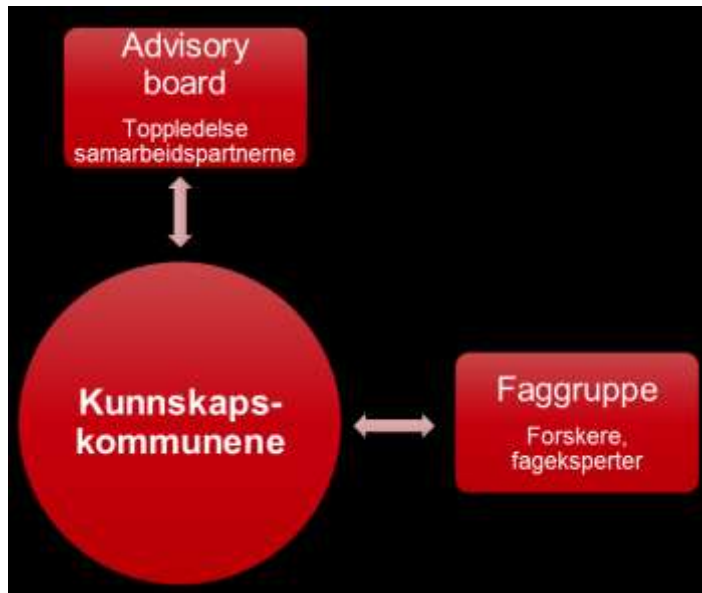 Advisory
board
Toppledelse
samarbeidspartnerne
Kunnskaps-
kommunene
Faggruppe
Forskere,
fageksperter